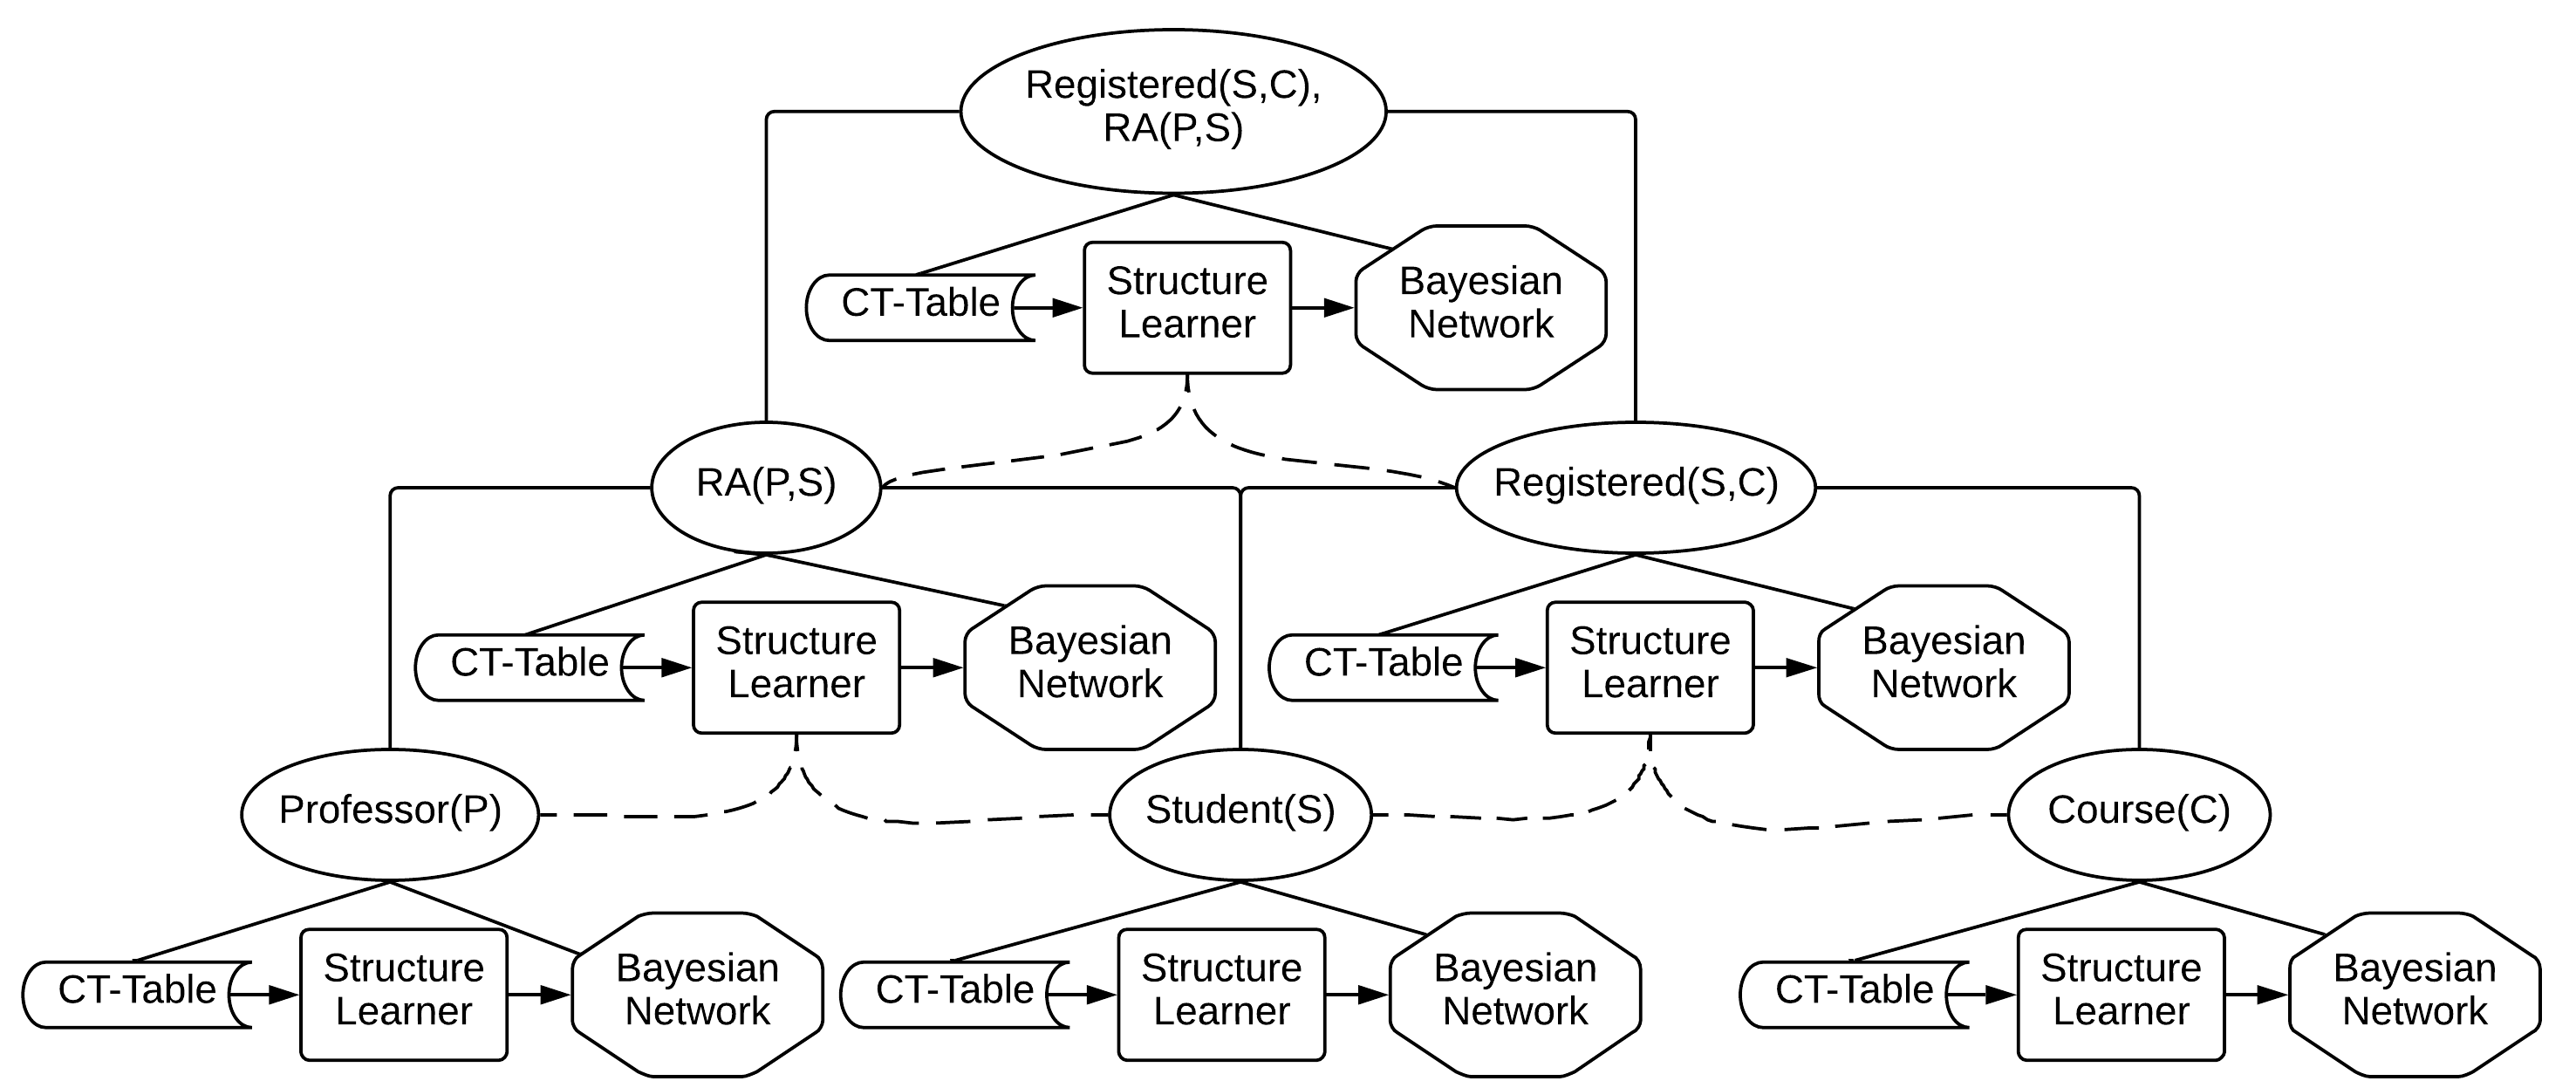 Registered(S,C),
RA(P,S)
CT-Table
Structure
Learner
Bayesian
Network
RA(P,S)
Registered(S,C)
CT-Table
Structure
Learner
Bayesian
Network
CT-Table
Structure
Learner
Bayesian
Network
Professor(P)
Student(S)
Course(C)
CT-Table
Structure
Learner
Bayesian
Network
CT-Table
Structure
Learner
Bayesian
Network
CT-Table
Structure
Learner
Bayesian
Network